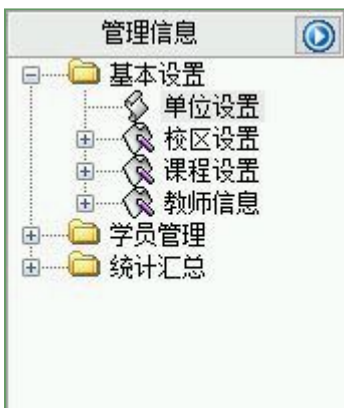 管理信息
基本设置
单位设置
校区设置
课程设置
教师信息
学员管理
统计汇总